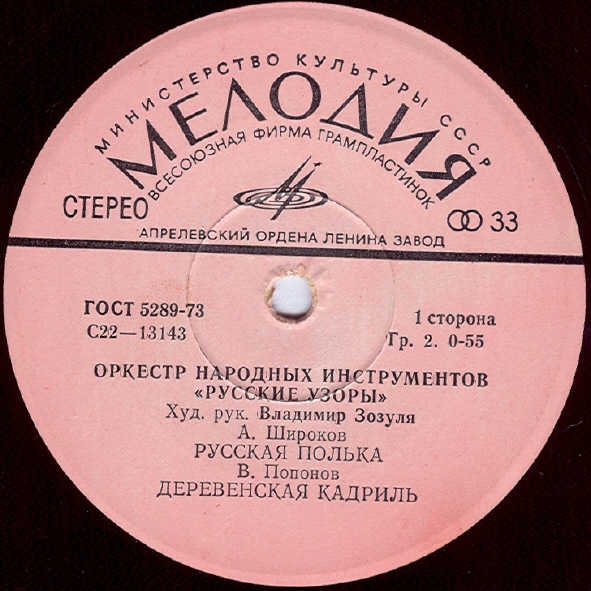 МИНИСТЕРСТВО КУЛЬТУРЫ СССР
МЕЛОДИЯ
ВСЕСОЮЗНАЯ ФИРМА ГРАМПЛАСТИНОК
СТЕРЕО
33
АПРЕЛЕВСКИЙ ОРДЕНА ЛЕНИНА ЗАВОД
ГОСТ 5289-73
1 сторона
С22—13143
Гр. 2. 0-55
ОРКЕСТР НАРОДНЫХ ИНСТРУМЕНТОВ
«РУССКИЕ УЗОРЫ»
Худ. рук. Владимир Зозуля
А. Широков
РУССКАЯ ПОЛЬКА
В. Попонов
ДЕРЕВЕНСКАЯ КАДРИЛЬ